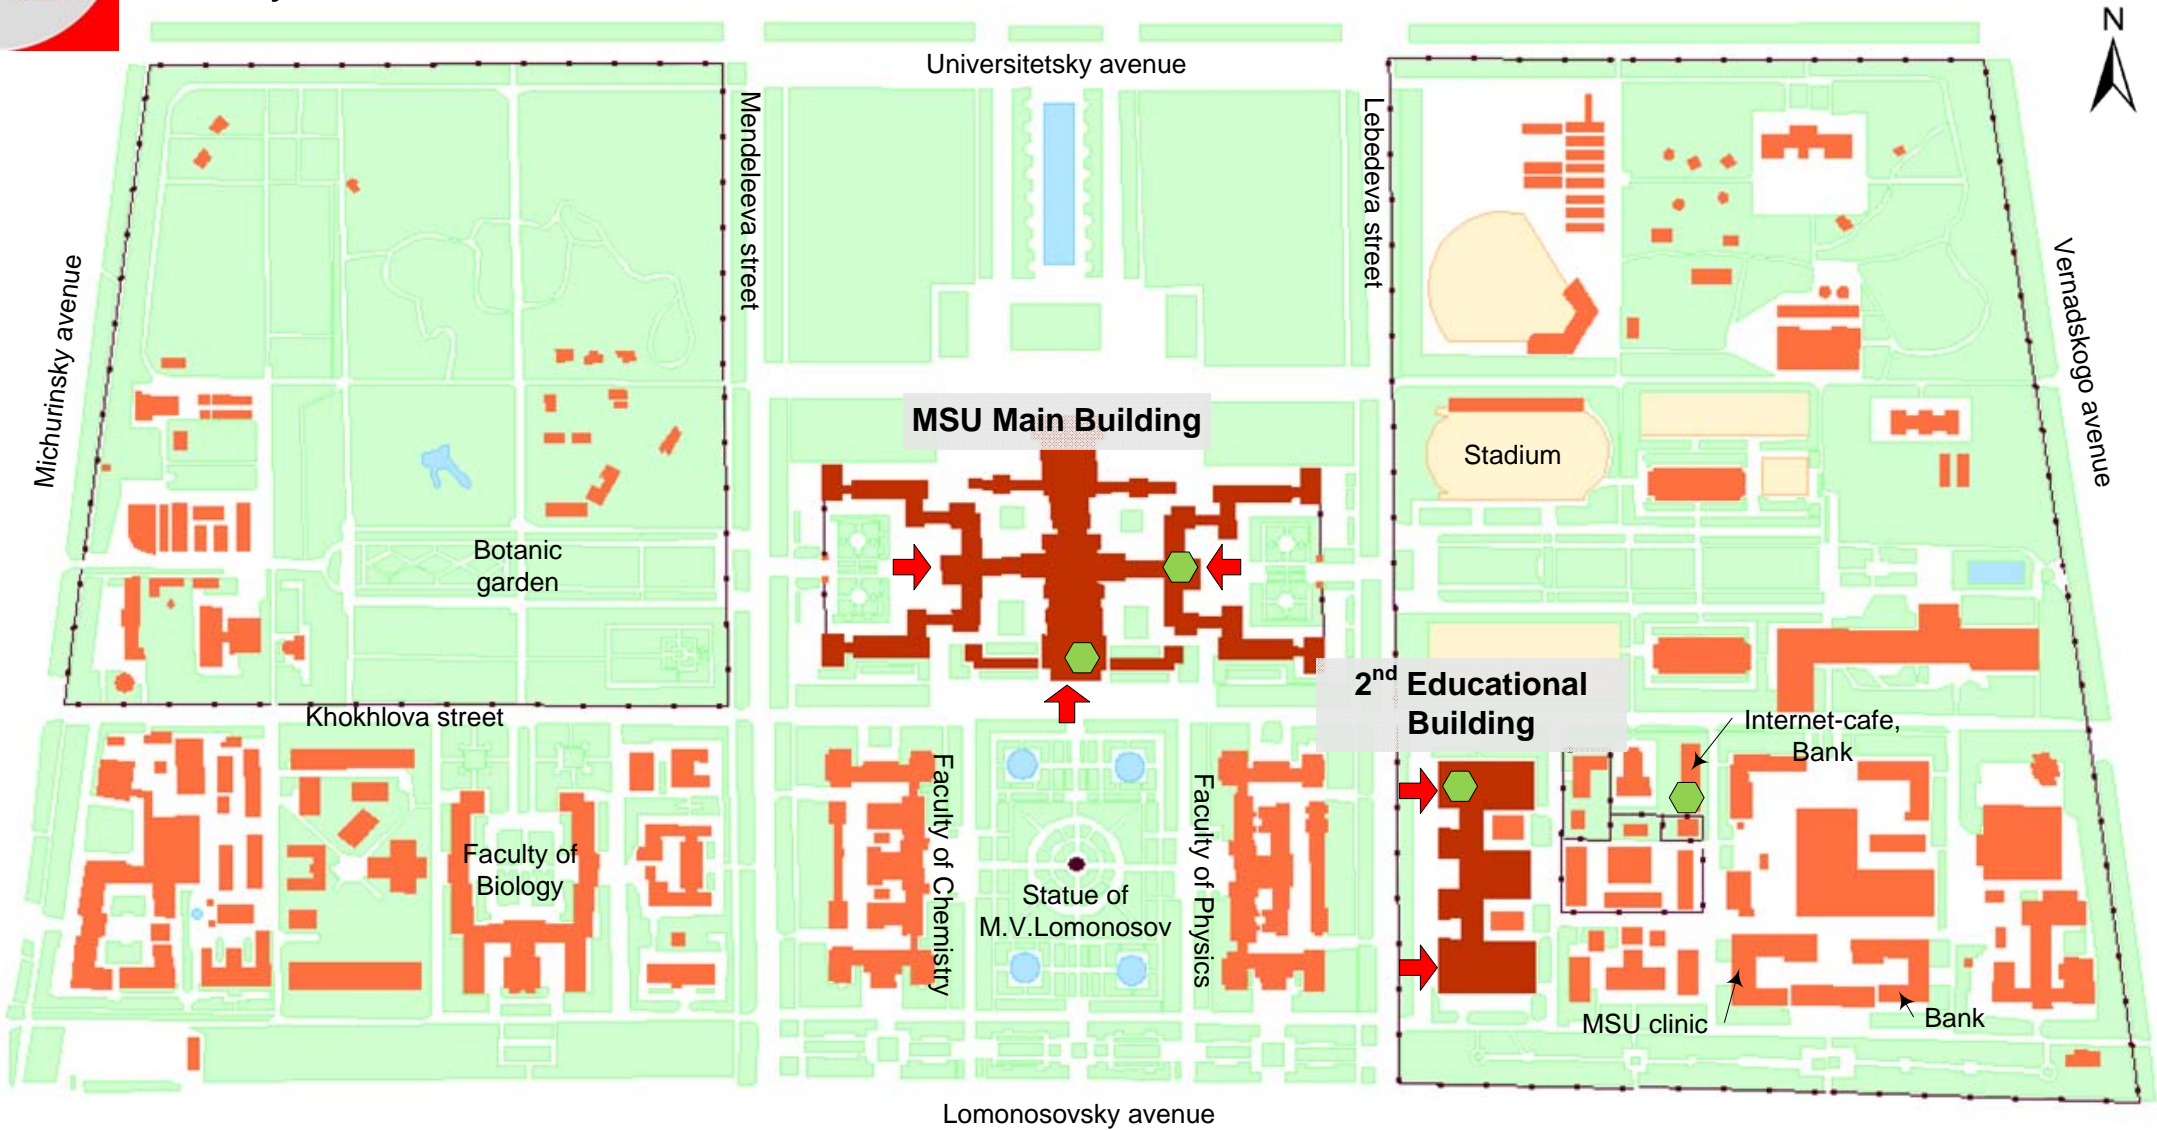 N
Universitetsky avenue
Mendeleeva street
Lebedeva street
Michurinsky avenue
Vernadskogo avenue
MSU Main Building
Stadium
Botanic
garden
2nd Educational
Building
Khokhlova street
Internet-cafe,
Bank
Faculty of
Biology
Faculty of Chemistry
Statue of
M.V.Lomonosov
Faculty of Physics
MSU clinic
Bank
Lomonosovsky avenue